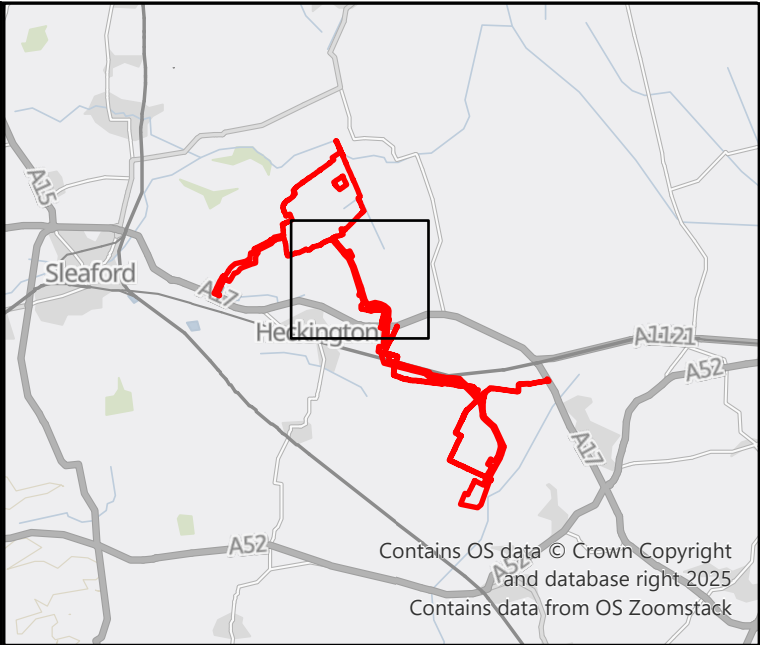 A15
Sleaford
A17
Heckington
A1121
A52
A17
A52
A52
Contains OS data © Crown Copyright
and database right 2025
Contains data from OS Zoomstack